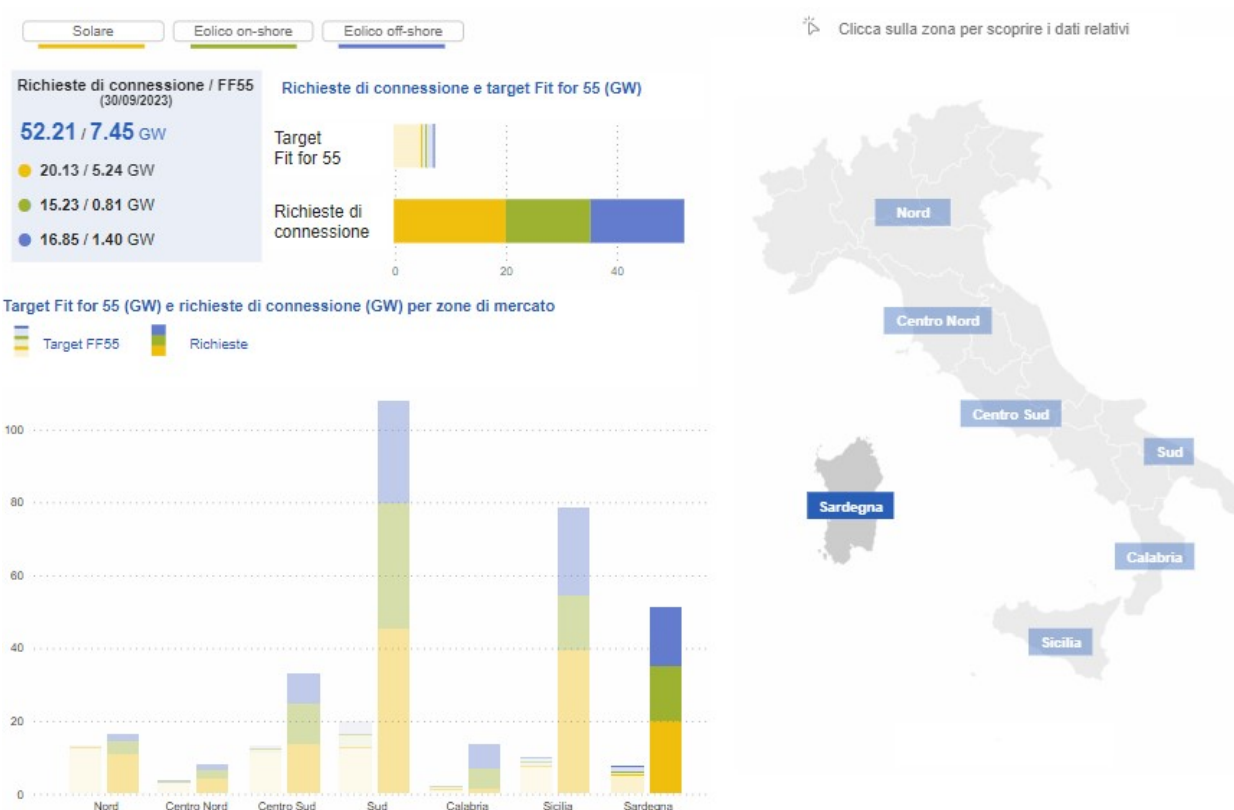 Solare
Eolico on-shore
Eolico off-shore
Clicca sulla zona per scoprire i dati relativi
Richieste di connessione / FF55
(30/09/2023)
52.21 / 7.45 GW
20.13 / 5.24 GW
15.23 / 0.81 GW
16.85 / 1.40 GW
Richieste di connessione e target Fit for 55 (GW)
Target
Fit for 55
Richieste di
connessione
0
20
40
Target Fit for 55 (GW) e richieste di connessione (GW) per zone di mercato
Target FF55
Richieste
100
80
60
40
20
0
Nord
Centro Nord
Centro Sud
Sud
Calabria
Sicilia
Sardegna
Nord
Centro Nord
Centro Sud
Sud
Sardegna
Calabria
Sicilia